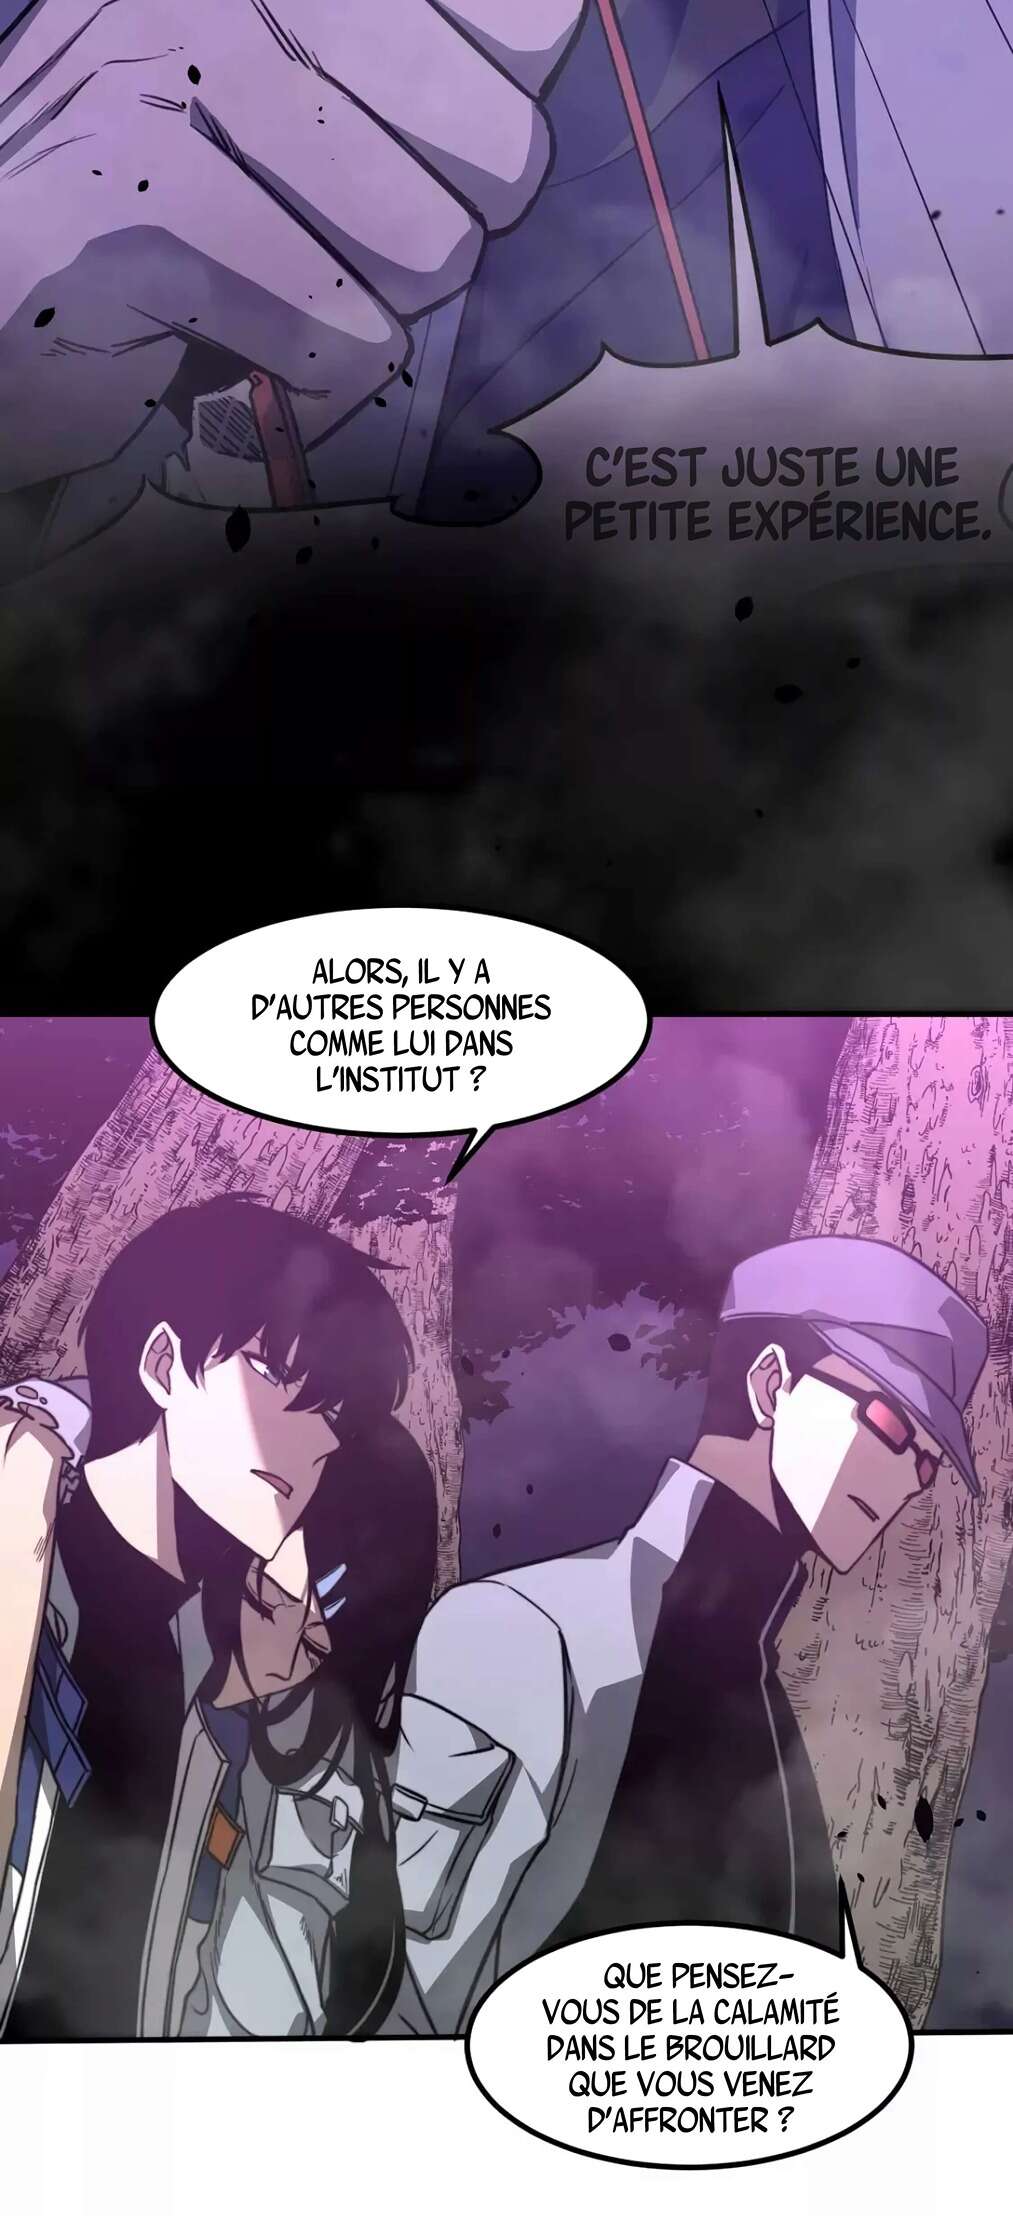 C'EST JUSTE UNE
PETITE EXPÉRIENCE.
ALORS, IL Y A
D'AUTRES PERSONNES
COMME LUI DANS
L'INSTITUT ?
QUE PENSEZ-
VOUS DE LA CALAMITÉ
DANS LE BROUILLARD
QUE VOUS VENEZ
D'AFFRONTER ?